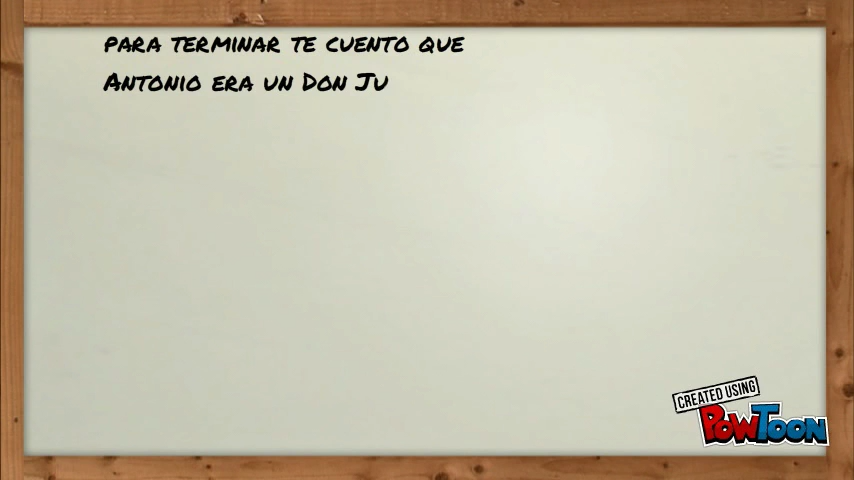 para terminar te cuento que
Antonio era un Don Ju
CREATED USING
POWTOON